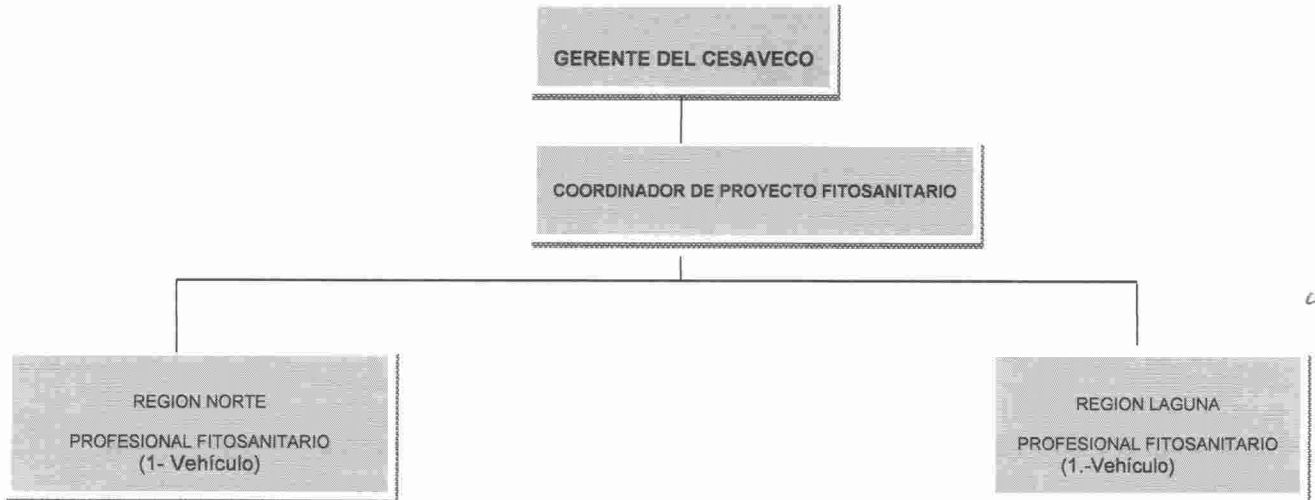 GERENTE DEL CESAVECO
COORDINADOR DE PROYECTO FITOSANITARIO
REGION NORTE
PROFESIONAL FITOSANITARIO
(1- Vehículo)
REGION LAGUNA
PROFESIONAL FITOSANITARIO
(1.-Vehículo)